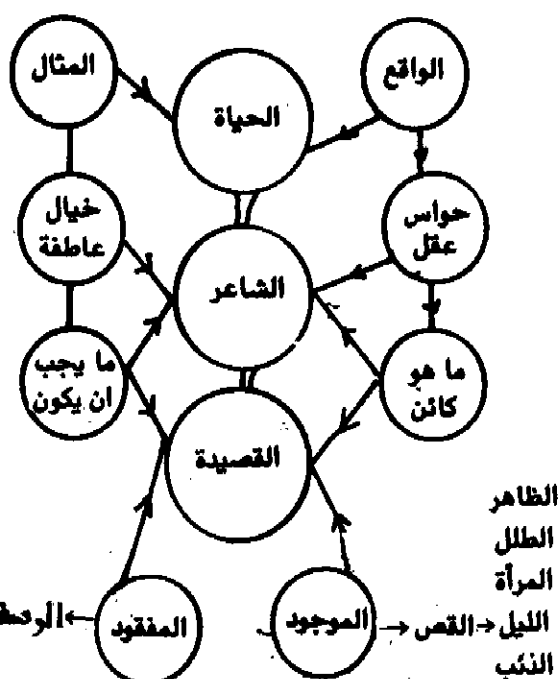 الواقع
المثال
الحياة
حواس
عقل
خيال
عاطفة
الشاعر
ما هو
كائن
ما يجب
ان يكون
القصيدة
الظاهر
الطلل
المرأة
الليل ← القص ← الموجود
الذئب
المفقود ←